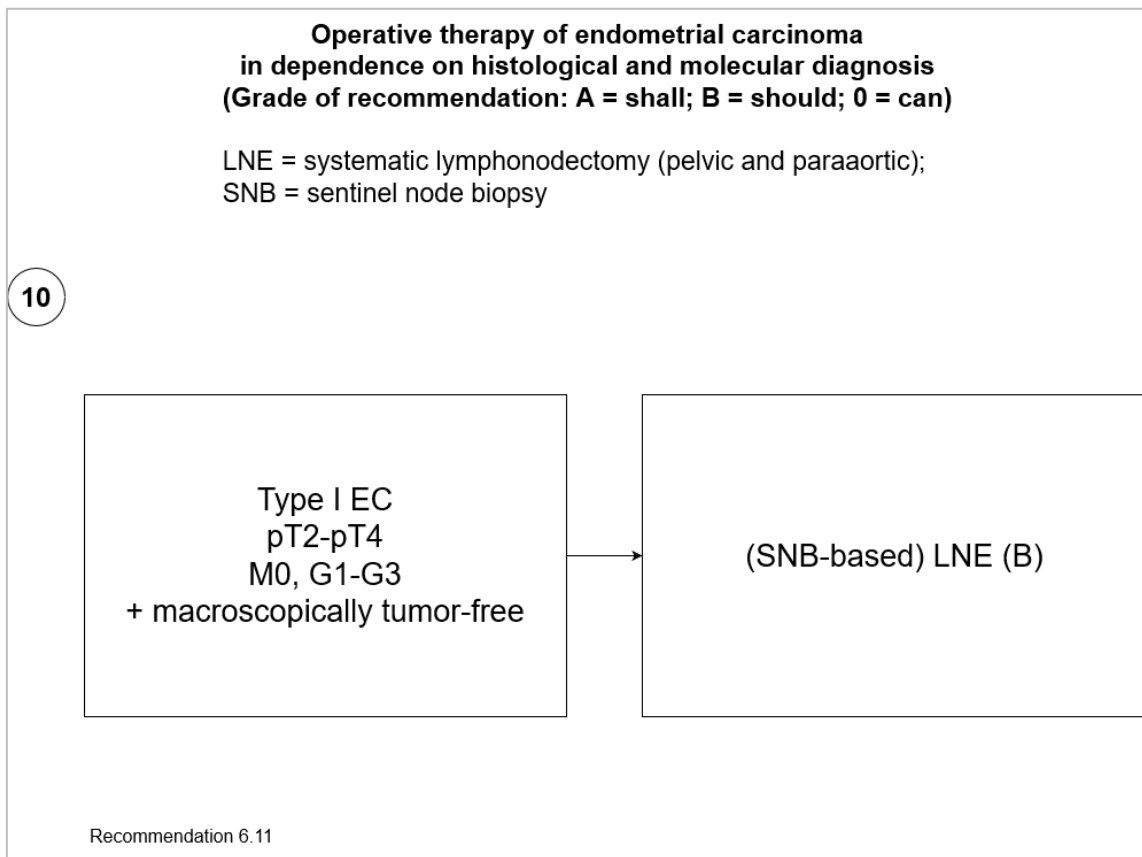 Operative therapy of endometrial carcinoma
in dependence on histological and molecular diagnosis
(Grade of recommendation: A = shall; B = should; 0 = can)
LNE = systematic lymphonodectomy (pelvic and paraaortic);
SNB = sentinel node biopsy
10
Type I EC
pT2-pT4
M0, G1-G3
+ macroscopically tumor-free
(SNB-based) LNE (B)
Recommendation 6.11